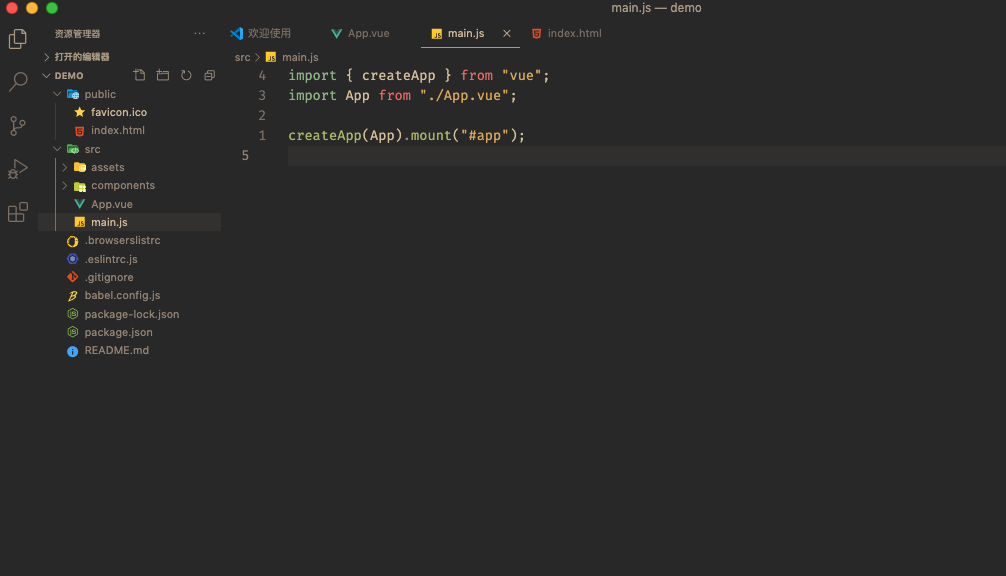 main.js — demo
资源管理器
欢迎使用
App.vue
main.js
index.html
打开的编辑器
DEMO
public
favicon.ico
index.html
src
assets
components
App.vue
main.js
.browserslistrc
.eslintrc.js
.gitignore
babel.config.js
package-lock.json
package.json
README.md
src > main.js
4 import { createApp } from "vue";
3 import App from "./App.vue";
2
1 createApp(App).mount("#app");
5